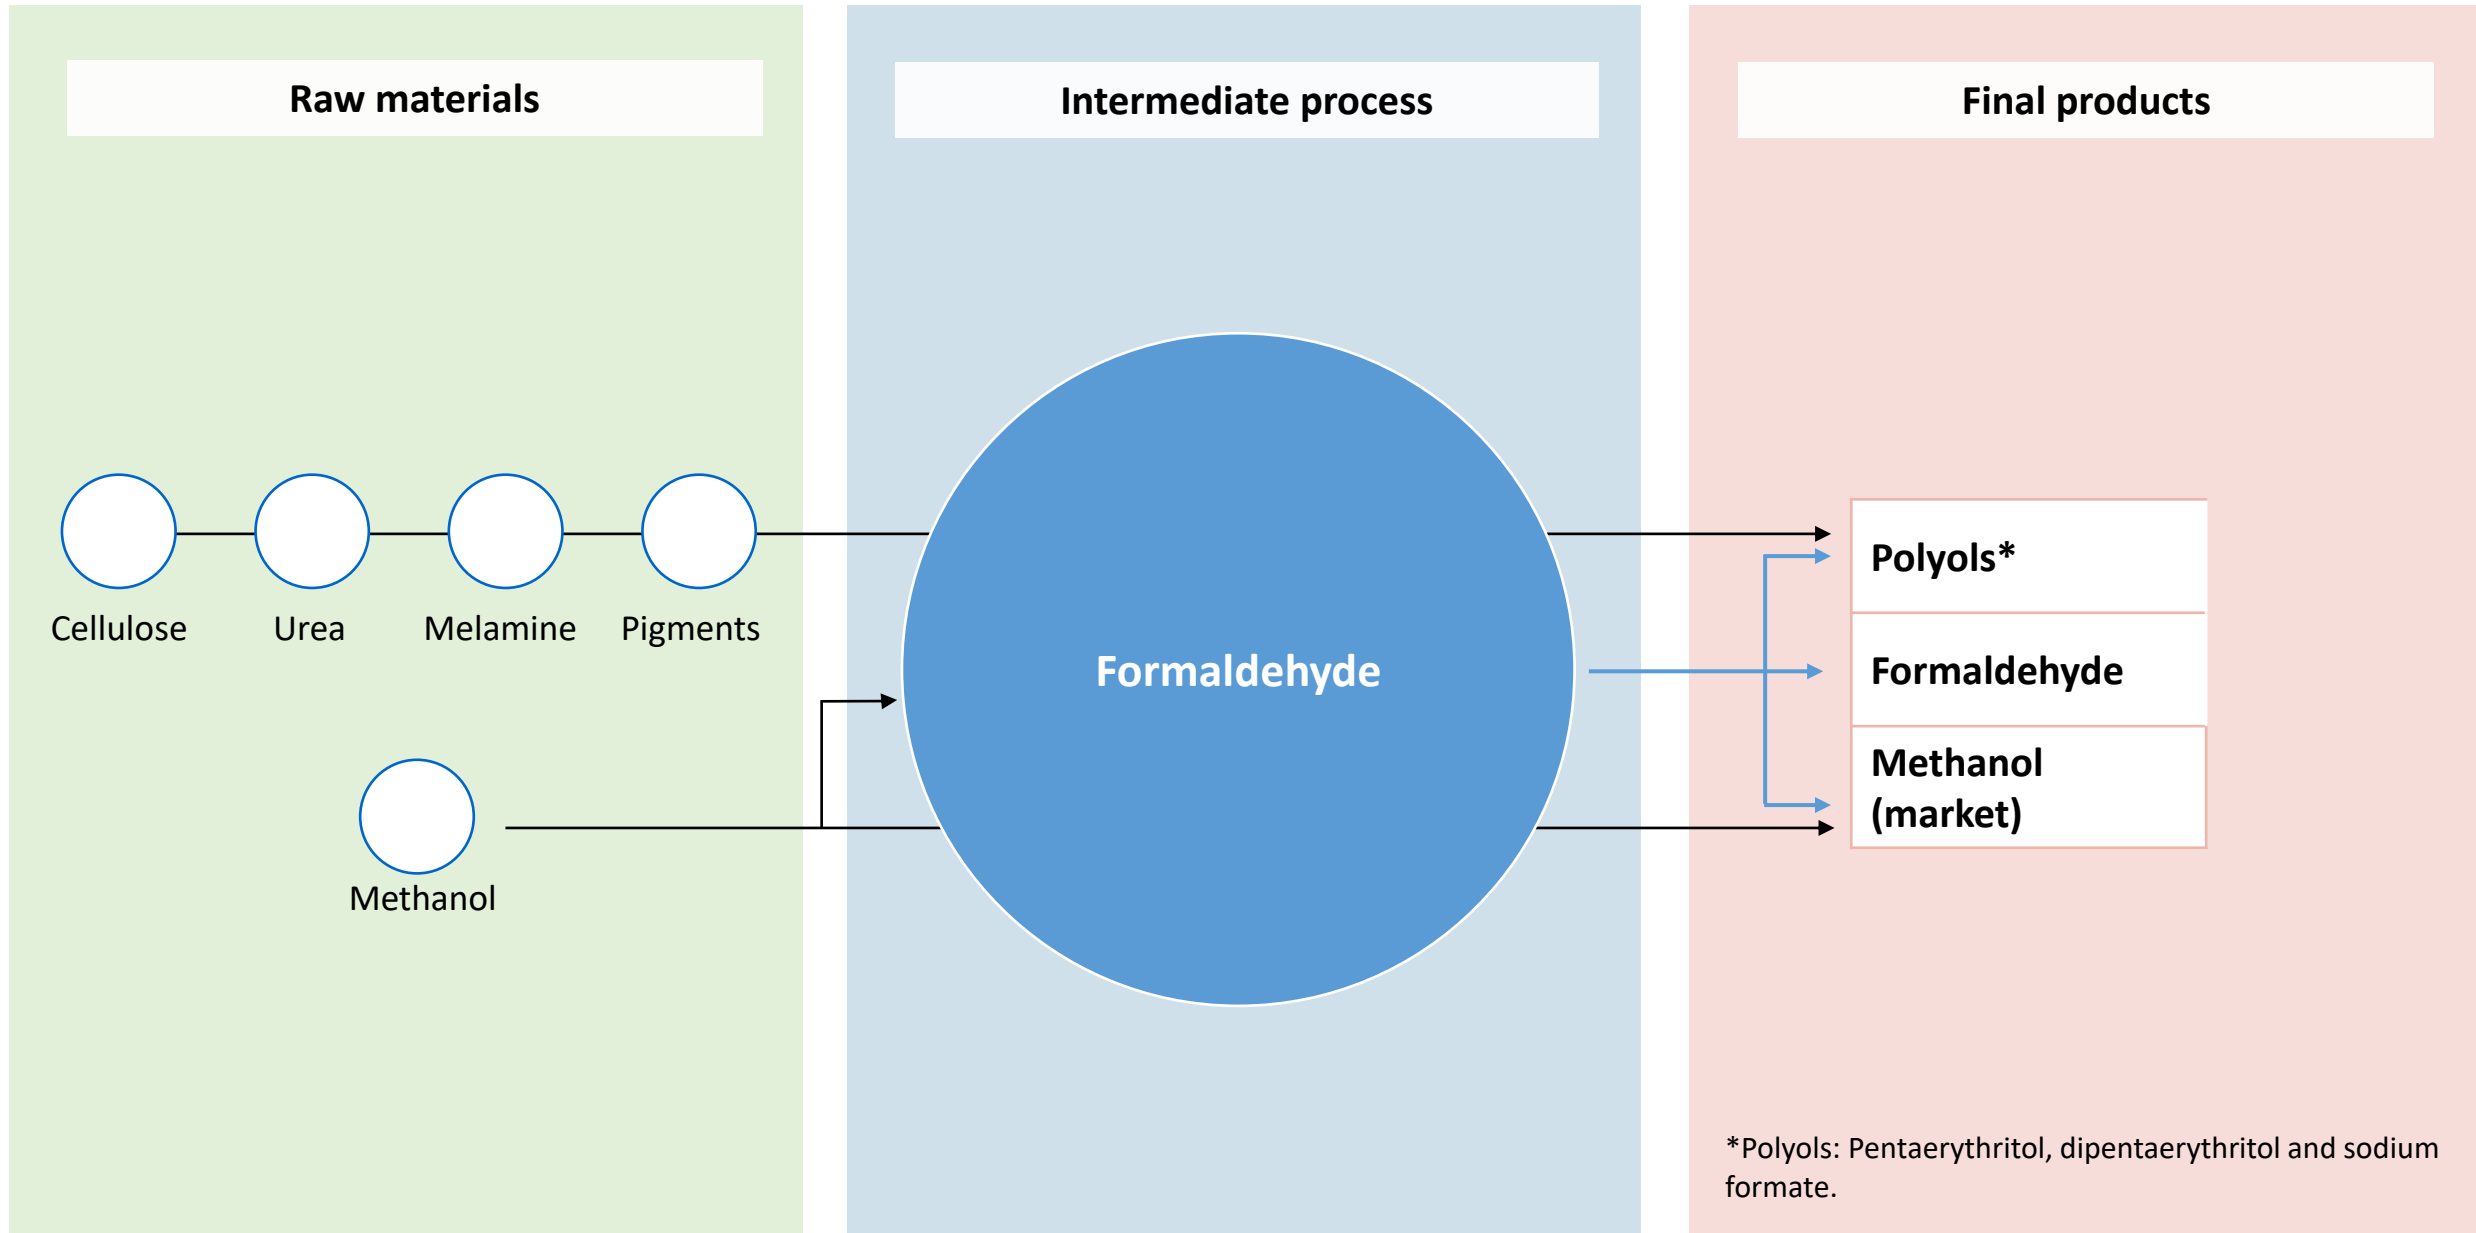 Raw materials
Intermediate process
Final products
Cellulose
Urea
Melamine
Pigments
Methanol
Formaldehyde
Polyols*
Formaldehyde
Methanol
(market)
*Polyols: Pentaerythritol, dipentaerythritol and sodium
formate.